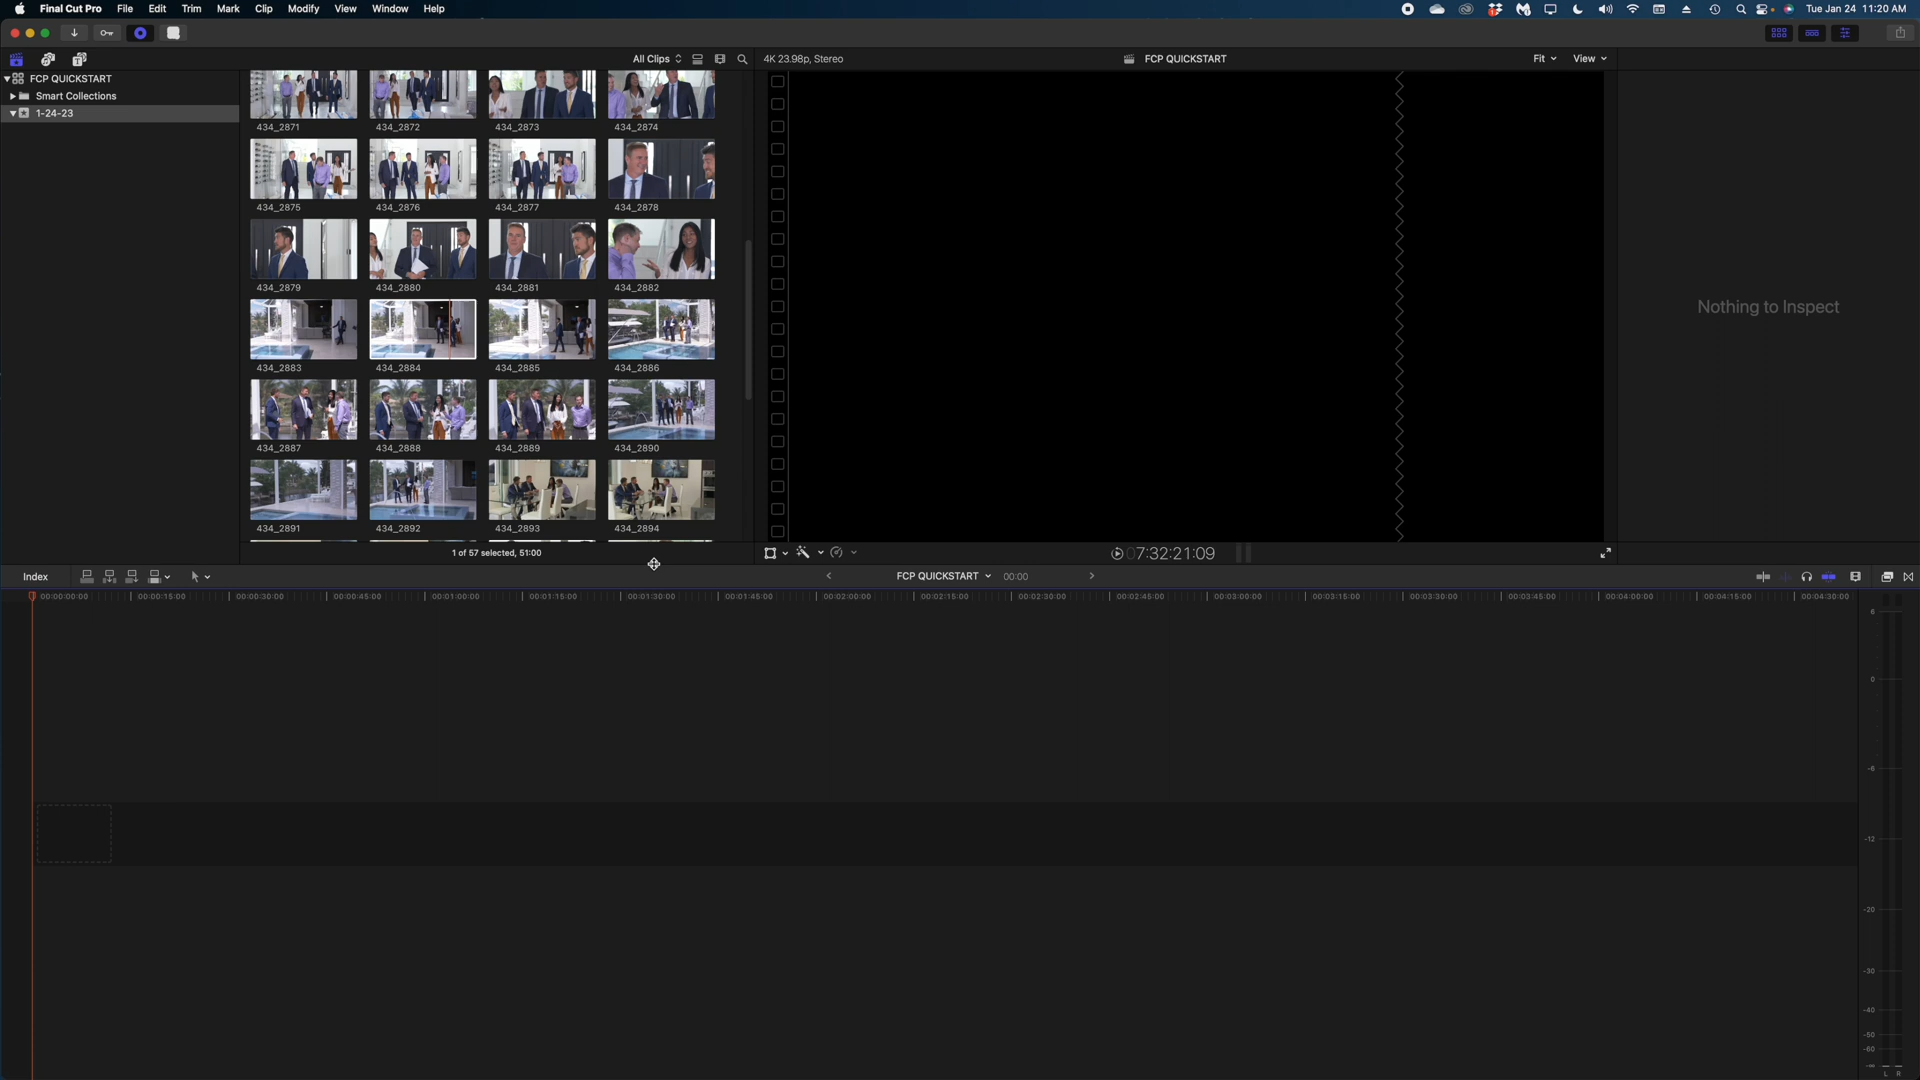 Final Cut Pro File Edit Trim Mark Clip Modify View Window Help Tue Jan 24 11:20 AM
All Clips 4K 23.98p, Stereo FCP QUICKSTART Fit View
FCP QUICKSTART
Smart Collections
1-24-23
434_2871 434_2872 434_2873 434_2874
434_2875 434_2876 434_2877 434_2878
434_2879 434_2880 434_2881 434_2882
434_2883 434_2884 434_2885 434_2886
434_2887 434_2888 434_2889 434_2890
434_2891 434_2892 434_2893 434_2894
Nothing to Inspect
1 of 57 selected, 51:00
07:32:21:09
Index FCP QUICKSTART 00:00
00:00:00:00 00:00:15:00 00:00:30:00 00:00:45:00 00:01:00:00 00:01:15:00 00:01:30:00 00:01:45:00 00:02:00:00 00:02:15:00 00:02:30:00 00:02:45:00 00:03:00:00 00:03:15:00 00:03:30:00 00:03:45:00 00:04:00:00 00:04:15:00 00:04:30:00
6
0
-6
-12
-20
-30
-40
-50
-60
-∞
L R